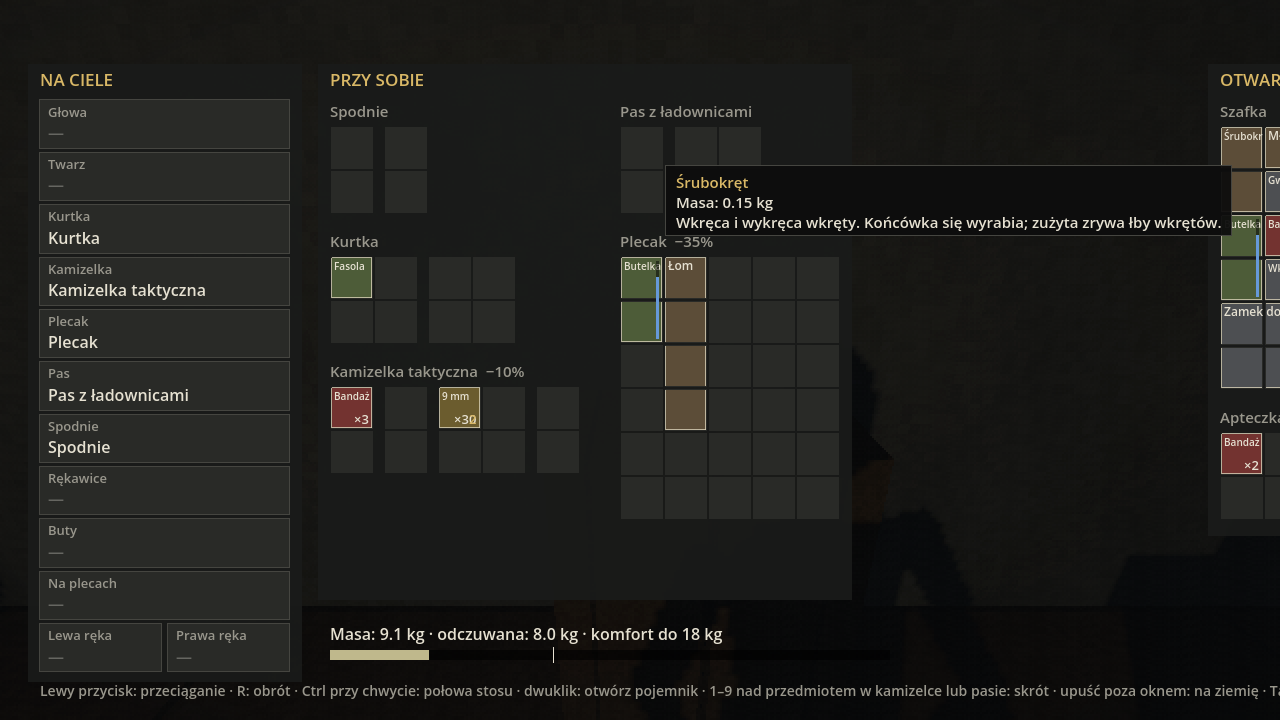 NA CIELE
Głowa
—
Twarz
—
Kurtka
Kurtka
Kamizelka
Kamizelka taktyczna
Plecak
Plecak
Pas
Pas z ładownicami
Spodnie
Spodnie
Rękawice
—
Buty
—
Na plecach
—
Lewa ręka
—
Prawa ręka
—
PRZY SOBIE
Spodnie
Kurtka
Fasola
Kamizelka taktyczna −10%
Bandaż
×3
9 mm
×30
Pas z ładownicami
Śrubokręt
Masa: 0.15 kg
Wkręca i wykręca wkręty. Końcówka się wyrabia; zużyta zrywa łby wkrętów.
Plecak −35%
Butelka
Łom
OTWAR
Szafka
Śrubokr
Zamek do
Apteczka
Bandaż
×2
Masa: 9.1 kg · odczuwana: 8.0 kg · komfort do 18 kg
Lewy przycisk: przeciąganie · R: obrót · Ctrl przy chwycie: połowa stosu · dwuklik: otwórz pojemnik · 1–9 nad przedmiotem w kamizelce lub pasie: skrót · upuść poza oknem: na ziemię ·